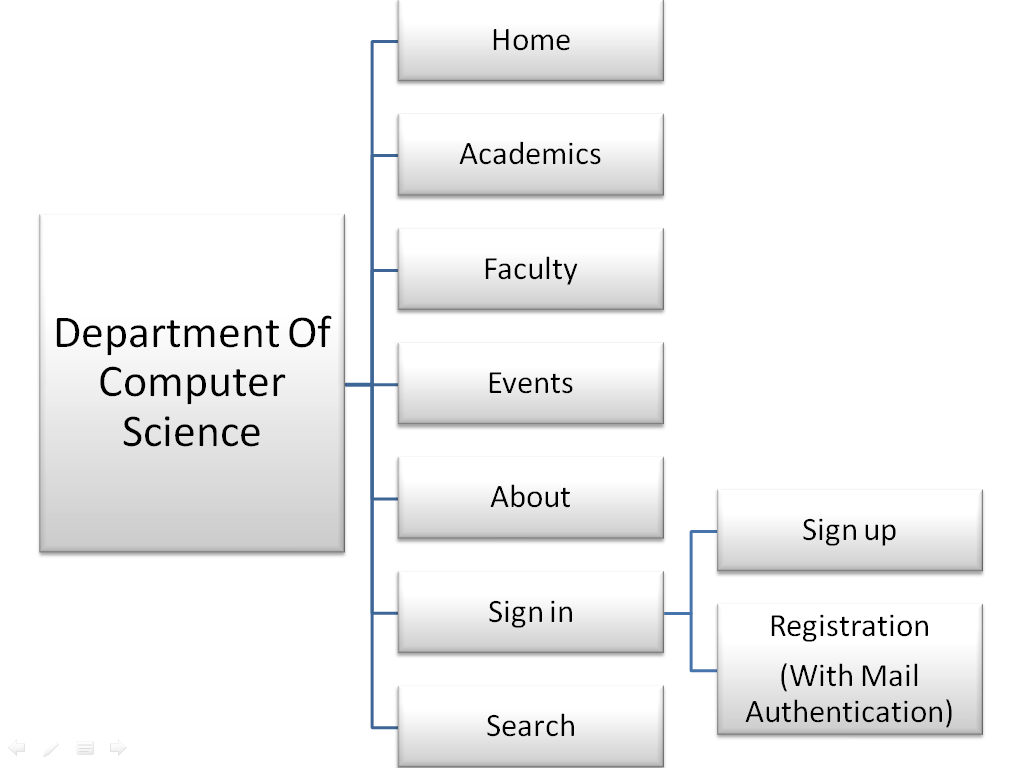 Department Of
Computer
Science
Home
Academics
Faculty
Events
About
Sign in
Search
Sign up
Registration
(With Mail
Authentication)